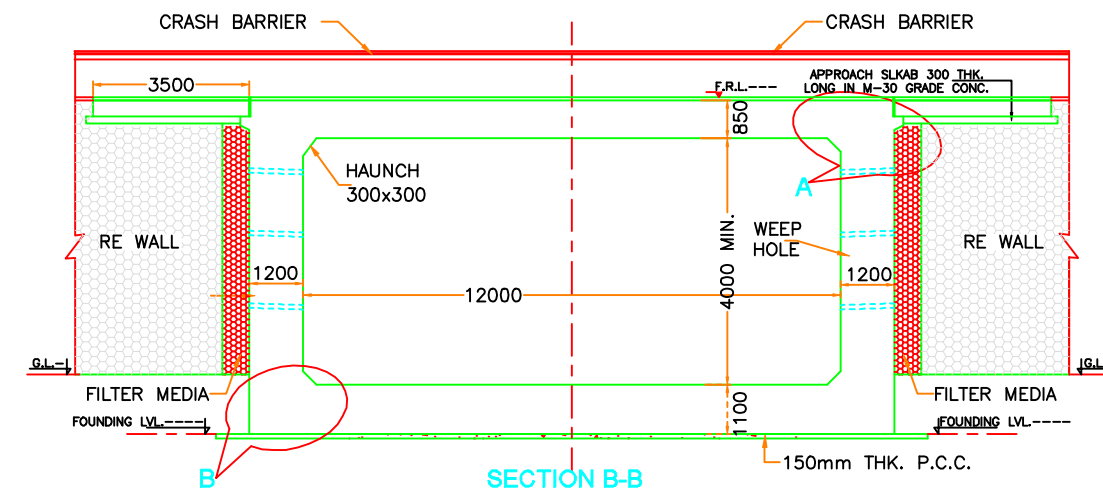 CRASH BARRIER
CRASH BARRIER
3500
F.R.L.---
APPROACH SLKAB 300 THK.
LONG IN M-30 GRADE CONC.
850
HAUNCH
300x300
A
RE WALL
WEEP
HOLE
RE WALL
4000 MIN.
1200
12000
1200
G.L.-
G.L
FILTER MEDIA
FILTER MEDIA
FOUNDING LVL.-----
1100
FOUNDING LVL.----
150mm THK. P.C.C.
B
SECTION B-B